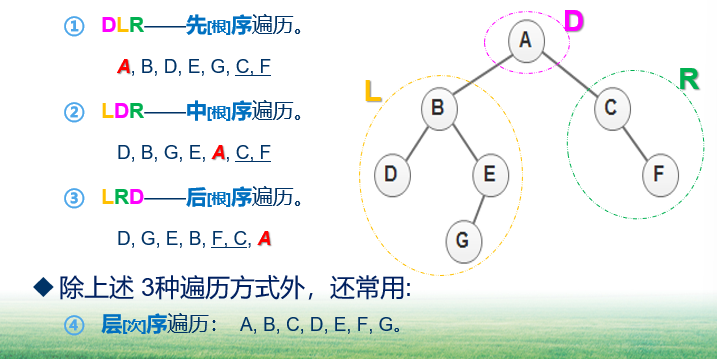 ① DLR——先[根]序遍历。
A, B, D, E, G, C, F
② LDR——中[根]序遍历。
D, B, G, E, A, C, F
③ LRD——后[根]序遍历。
D, G, E, B, F, C, A
◆ 除上述 3种遍历方式外，还常用:
④ 层[次]序遍历： A, B, C, D, E, F, G。
D
A
L
R
B
C
D
E
F
G